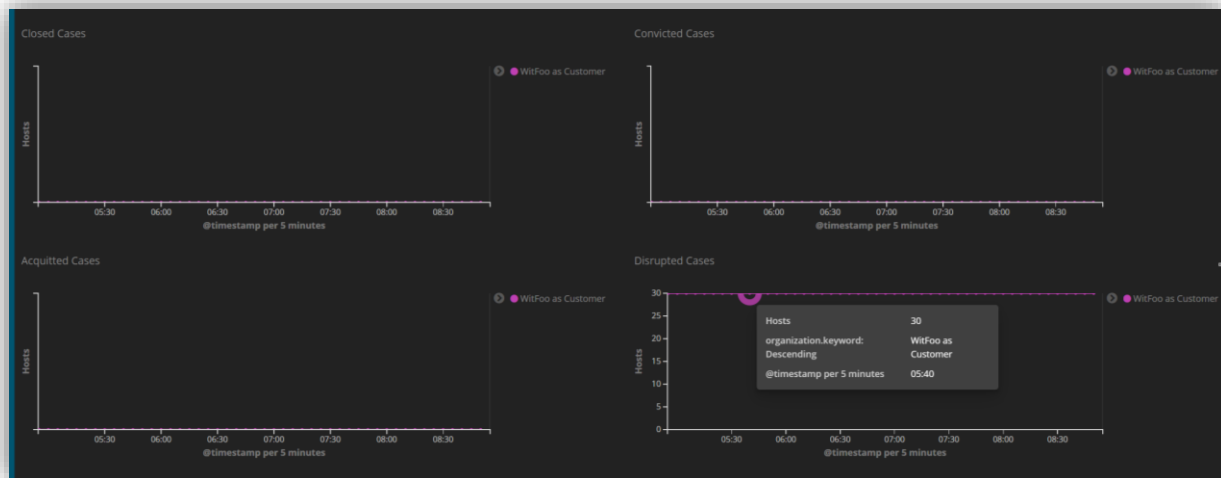 Closed Cases
Hosts
05:30 06:00 06:30 07:00 07:30 08:00 08:30
@timestamp per 5 minutes
WitFoo as Customer
Convicted Cases
Hosts
05:30 06:00 06:30 07:00 07:30 08:00 08:30
@timestamp per 5 minutes
WitFoo as Customer
Acquitted Cases
Hosts
05:30 06:00 06:30 07:00 07:30 08:00 08:30
@timestamp per 5 minutes
WitFoo as Customer
Disrupted Cases
Hosts
30
25
20
15
10
5
0
05:30 06:00 06:30 07:00 07:30 08:00 08:30
@timestamp per 5 minutes
WitFoo as Customer
Hosts 30
organization.keyword: WitFoo as
Descending Customer
@timestamp per 5 minutes 05:40